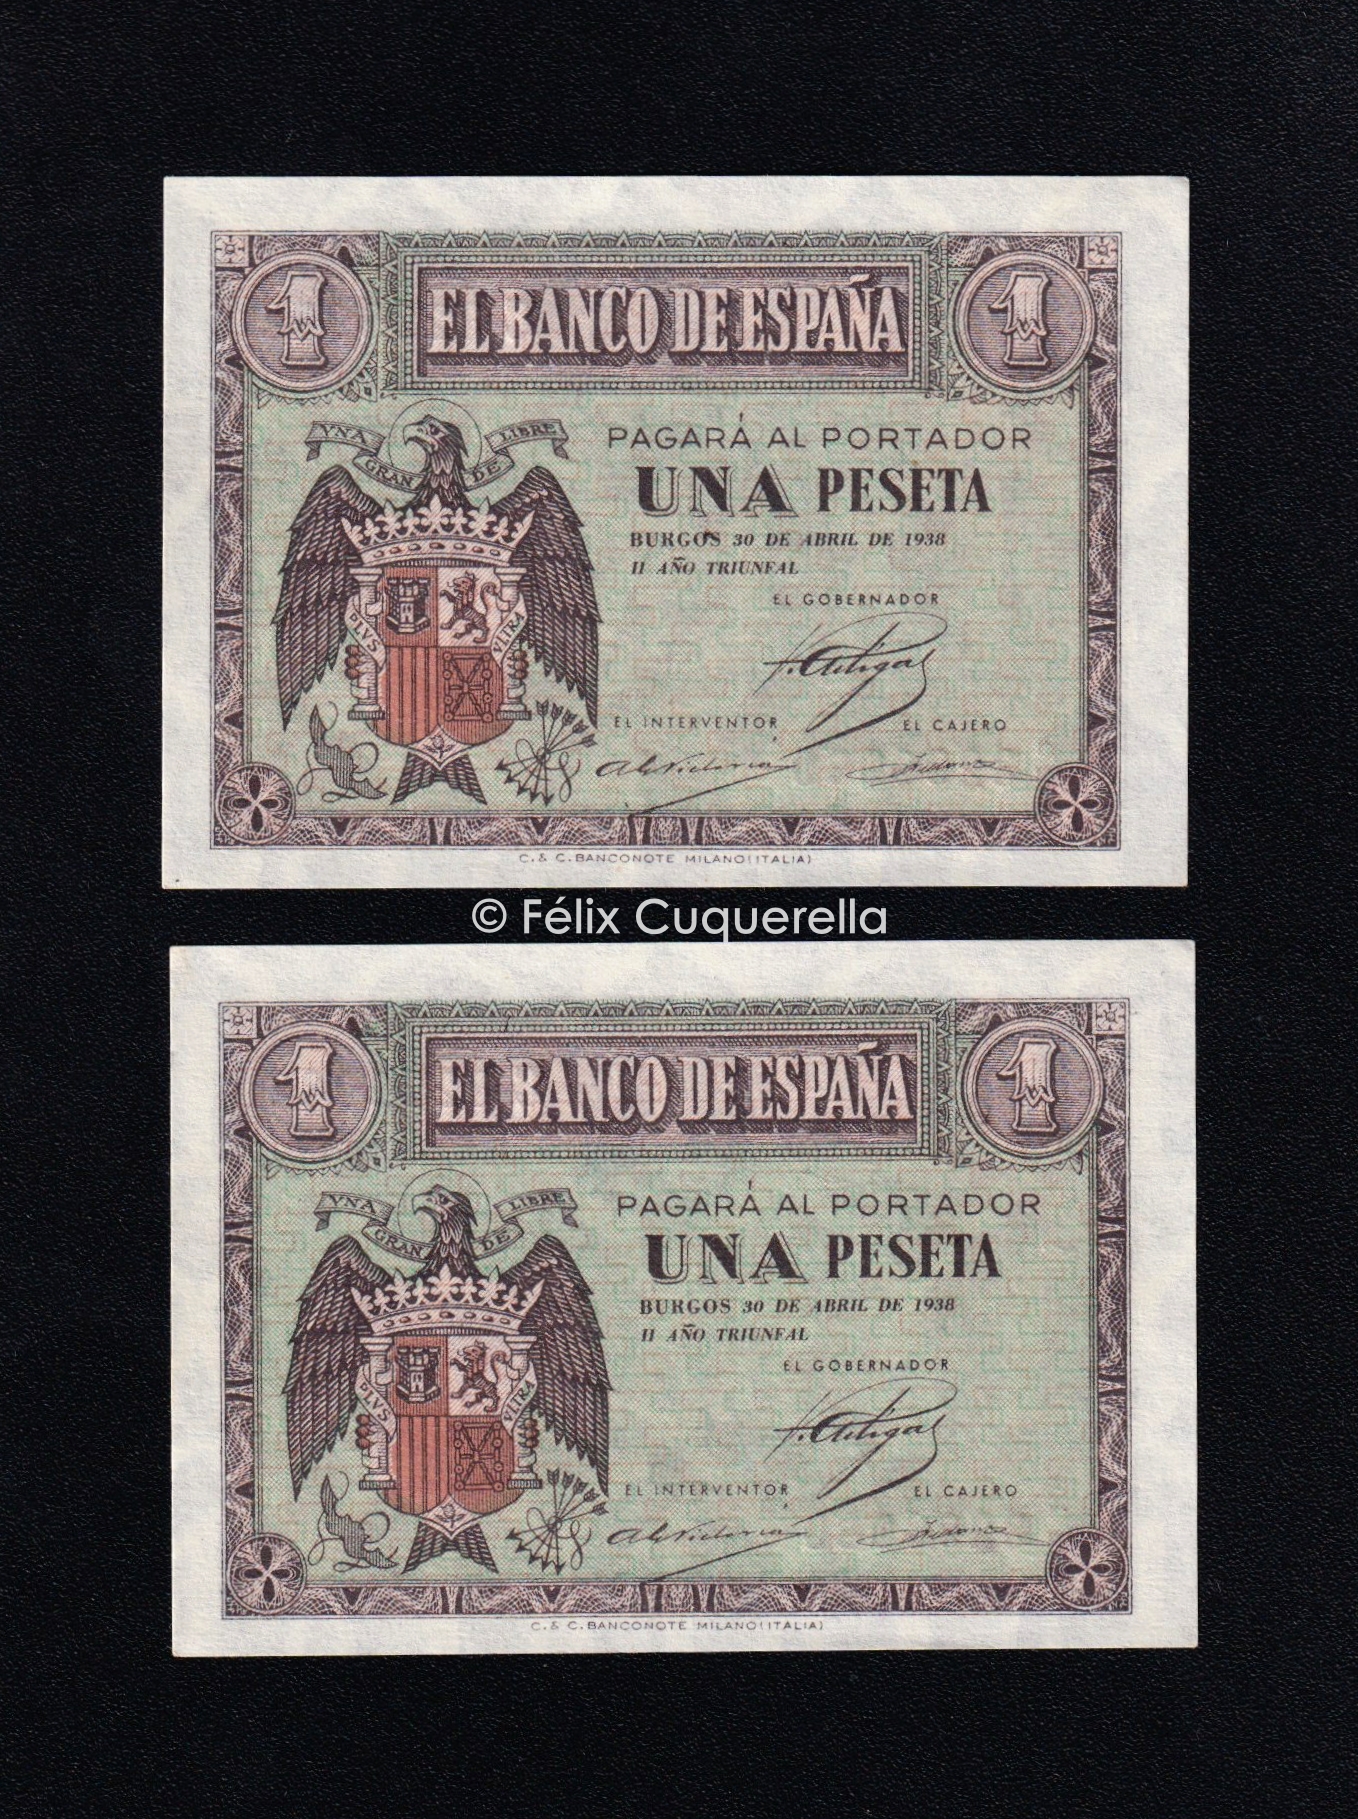 1 EL BANCO DE ESPAÑA 1
VNA GRANDE LIBRE
PAGARÁ AL PORTADOR
UNA PESETA
BURGOS 30 DE ABRIL DE 1938
II AÑO TRIUNFAL
EL GOBERNADOR
PLVS VLTRA
EL INTERVENTOR EL CAJERO
C. & C. BANCONOTE MILANO (ITALIA)
© Félix Cuquerella
1 EL BANCO DE ESPAÑA 1
VNA GRANDE LIBRE
PAGARÁ AL PORTADOR
UNA PESETA
BURGOS 30 DE ABRIL DE 1938
II AÑO TRIUNFAL
EL GOBERNADOR
PLVS VLTRA
EL INTERVENTOR EL CAJERO
C. & C. BANCONOTE MILANO (ITALIA)